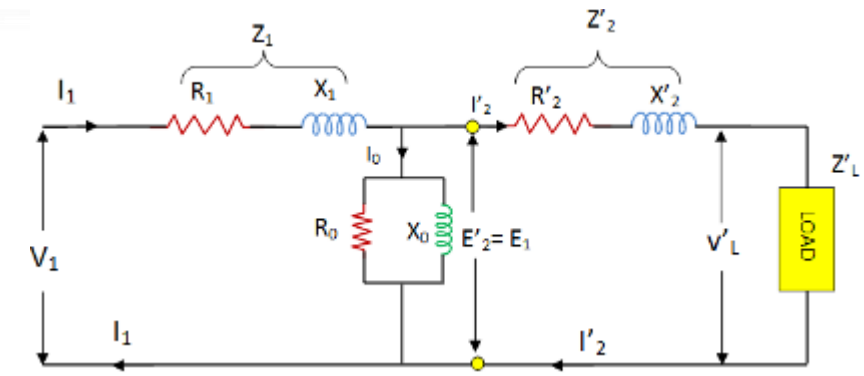 Z₁
Z'₂
I₁
R₁
X₁
I'₂
R'₂
X'₂
I₀
Z'L
R₀
X₀
E'₂= E₁
V₁
v'L
LOAD
I₁
I'₂